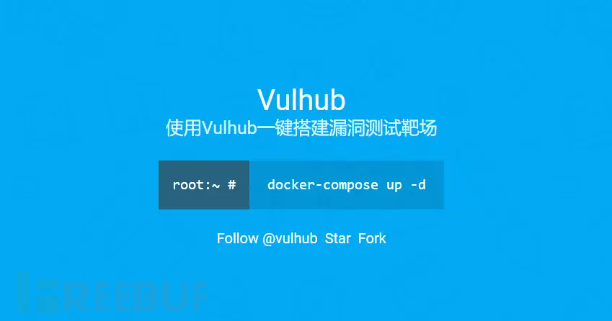 Vulhub
使用Vulhub一键搭建漏洞测试靶场
root:~ # docker-compose up -d
Follow @vulhub Star Fork
FREEBUF